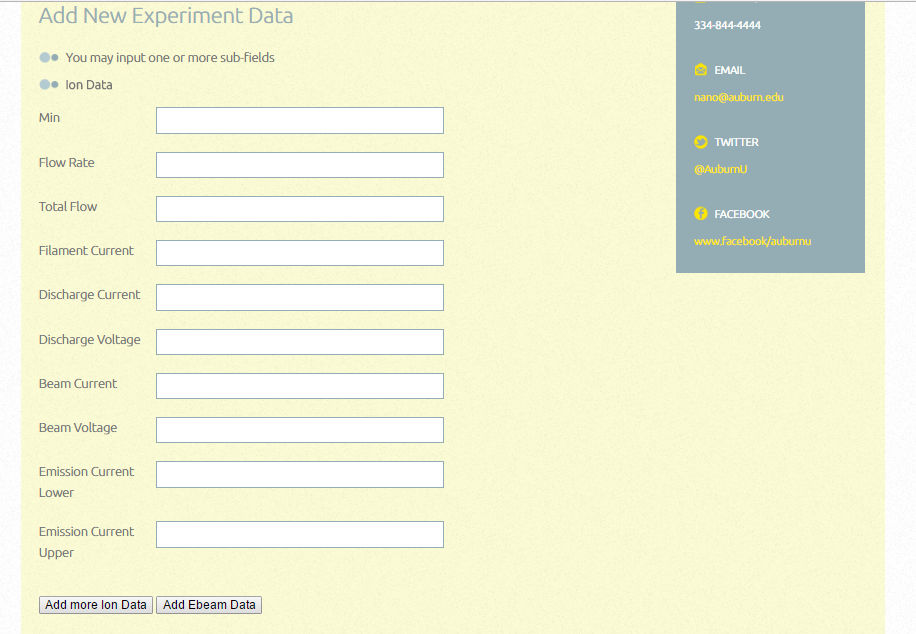 Add New Experiment Data
You may input one or more sub-fields
Ion Data
Min
Flow Rate
Total Flow
Filament Current
Discharge Current
Discharge Voltage
Beam Current
Beam Voltage
Emission Current
Lower
Emission Current
Upper
Add more Ion Data
Add Ebeam Data
334-844-4444
EMAIL
nano@auburn.edu
TWITTER
@AuburnU
FACEBOOK
www.facebook/auburnu